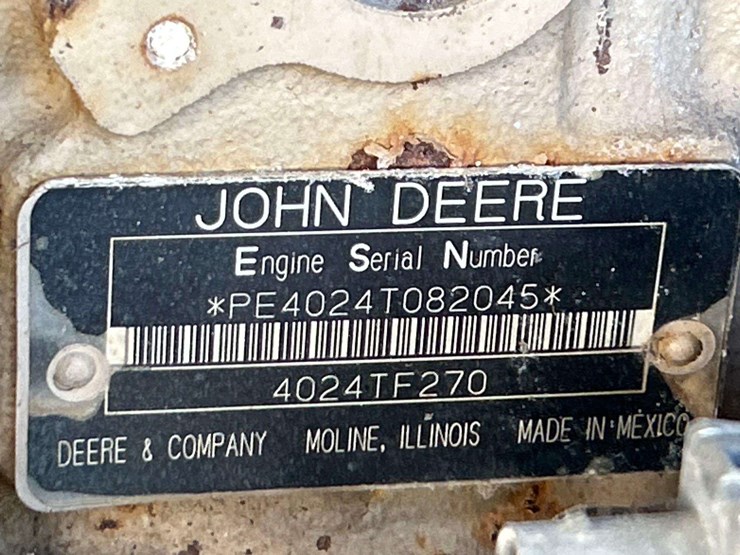 JOHN DEERE
Engine Serial Number
*PE4024T082045*
4024TF270
DEERE & COMPANY MOLINE, ILLINOIS MADE IN MEXICO